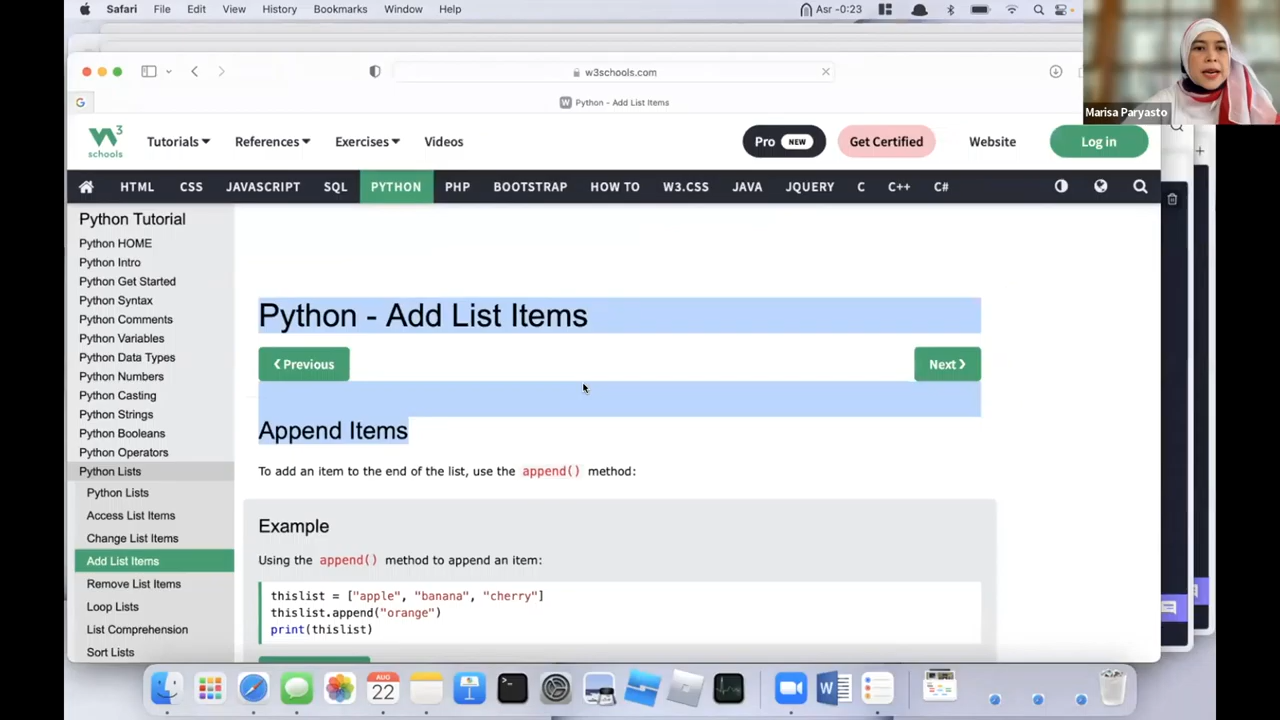 Safari File Edit View History Bookmarks Window Help Asr -0:23
w3schools.com
G
W Python - Add List Items
Marisa Paryasto
W3 schools Tutorials References Exercises Videos Pro NEW Get Certified Website Log in
HTML CSS JAVASCRIPT SQL PYTHON PHP BOOTSTRAP HOW TO W3.CSS JAVA JQUERY C C++ C#
Python Tutorial
Python HOME
Python Intro
Python Get Started
Python Syntax
Python Comments
Python Variables
Python Data Types
Python Numbers
Python Casting
Python Strings
Python Booleans
Python Operators
Python Lists
Python Lists
Access List Items
Change List Items
Add List Items
Remove List Items
Loop Lists
List Comprehension
Sort Lists
Python - Add List Items
❮ Previous Next ❯
Append Items
To add an item to the end of the list, use the append() method:
Example
Using the append() method to append an item:
thislist = ["apple", "banana", "cherry"]
thislist.append("orange")
print(thislist)
AUG
22